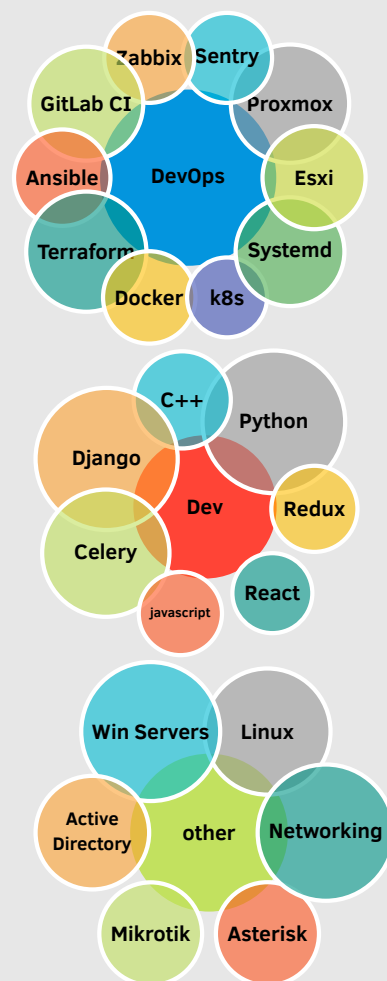 Zabbix
Sentry
GitLab CI
Proxmox
Ansible
DevOps
Esxi
Terraform
Systemd
Docker
k8s
C++
Python
Django
Dev
Redux
Celery
React
javascript
Win Servers
Linux
Active
Directory
other
Networking
Mikrotik
Asterisk